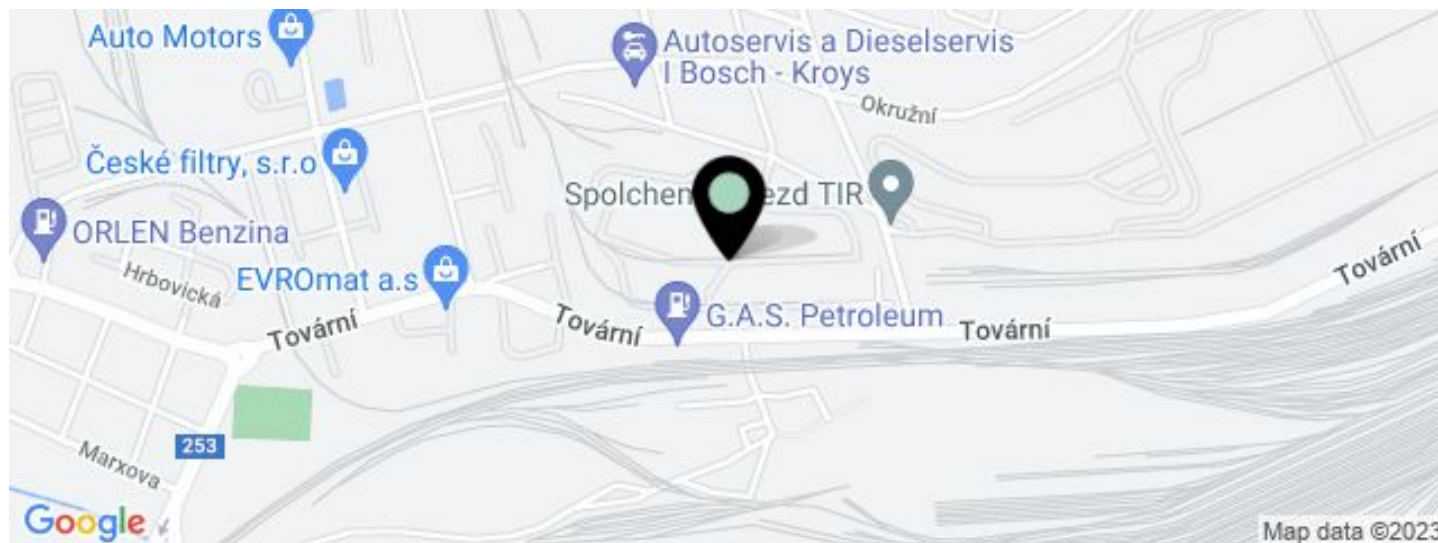 Auto Motors
Autoservis a Dieselservis
I Bosch - Kroys
Okružní
České filtry, s.r.o
Spolchem ezd TIR
ORLEN Benzina
Hrbovická
EVROmat a.s
Tovární
Tovární
G.A.S. Petroleum
Tovární
Tovární
253
Marxova
Google
Map data ©2023